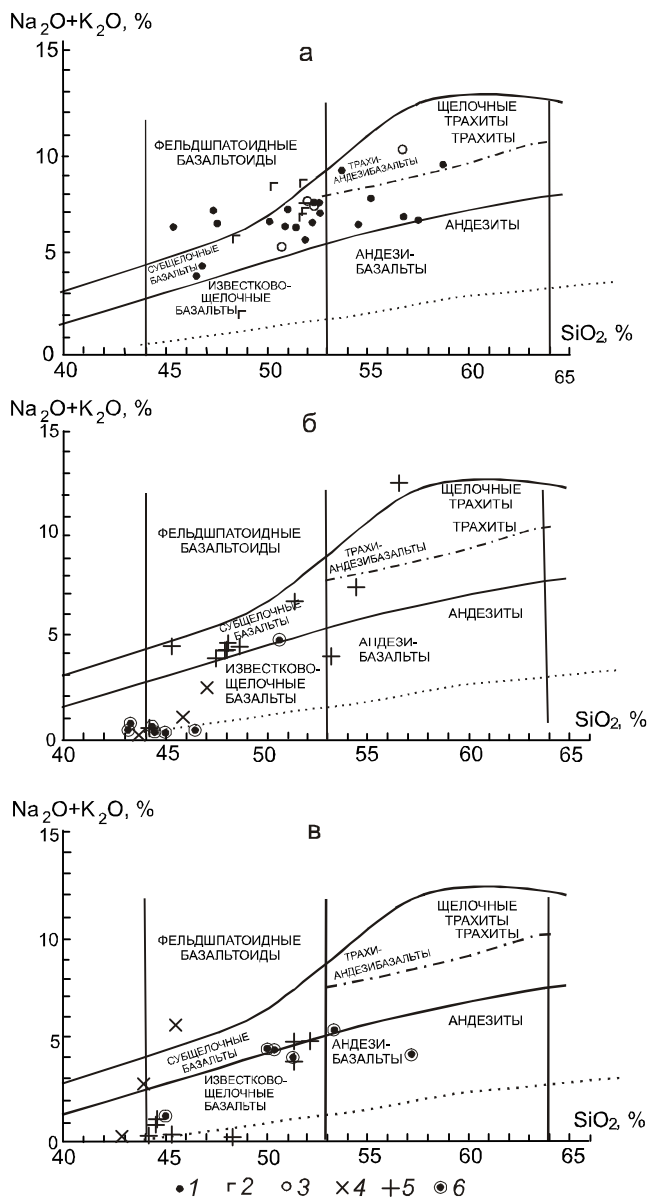 Na₂O+K₂O, %
а
15
10
5
0
ФЕЛЬДШПАТОИДНЫЕ
БАЗАЛЬТОИДЫ
ЩЕЛОЧНЫЕ
ТРАХИТЫ
ТРАХИТЫ
ТРАХИ-
АНДЕЗИБАЗАЛЬТЫ
СУБЩЕЛОЧНЫЕ
БАЗАЛЬТЫ
ИЗВЕСТКОВО-
ЩЕЛОЧНЫЕ
БАЗАЛЬТЫ
АНДЕЗИ-
БАЗАЛЬТЫ
АНДЕЗИТЫ
SiO₂, %
40 45 50 55 60 65
Na₂O+K₂O, %
б
15
10
5
0
ФЕЛЬДШПАТОИДНЫЕ
БАЗАЛЬТОИДЫ
ЩЕЛОЧНЫЕ
ТРАХИТЫ
ТРАХИТЫ
ТРАХИ-
АНДЕЗИБАЗАЛЬТЫ
СУБЩЕЛОЧНЫЕ
БАЗАЛЬТЫ
ИЗВЕСТКОВО-
ЩЕЛОЧНЫЕ
БАЗАЛЬТЫ
АНДЕЗИ-
БАЗАЛЬТЫ
АНДЕЗИТЫ
SiO₂, %
40 45 50 55 60 65
Na₂O+K₂O, %
в
15
10
5
0
ФЕЛЬДШПАТОИДНЫЕ
БАЗАЛЬТОИДЫ
ЩЕЛОЧНЫЕ
ТРАХИТЫ
ТРАХИТЫ
ТРАХИ-
АНДЕЗИБАЗАЛЬТЫ
СУБЩЕЛОЧНЫЕ
БАЗАЛЬТЫ
ИЗВЕСТКОВО-
ЩЕЛОЧНЫЕ
БАЗАЛЬТЫ
АНДЕЗИ-
БАЗАЛЬТЫ
АНДЕЗИТЫ
SiO₂, %
40 45 50 55 60 65
1 2 3 4 5 6